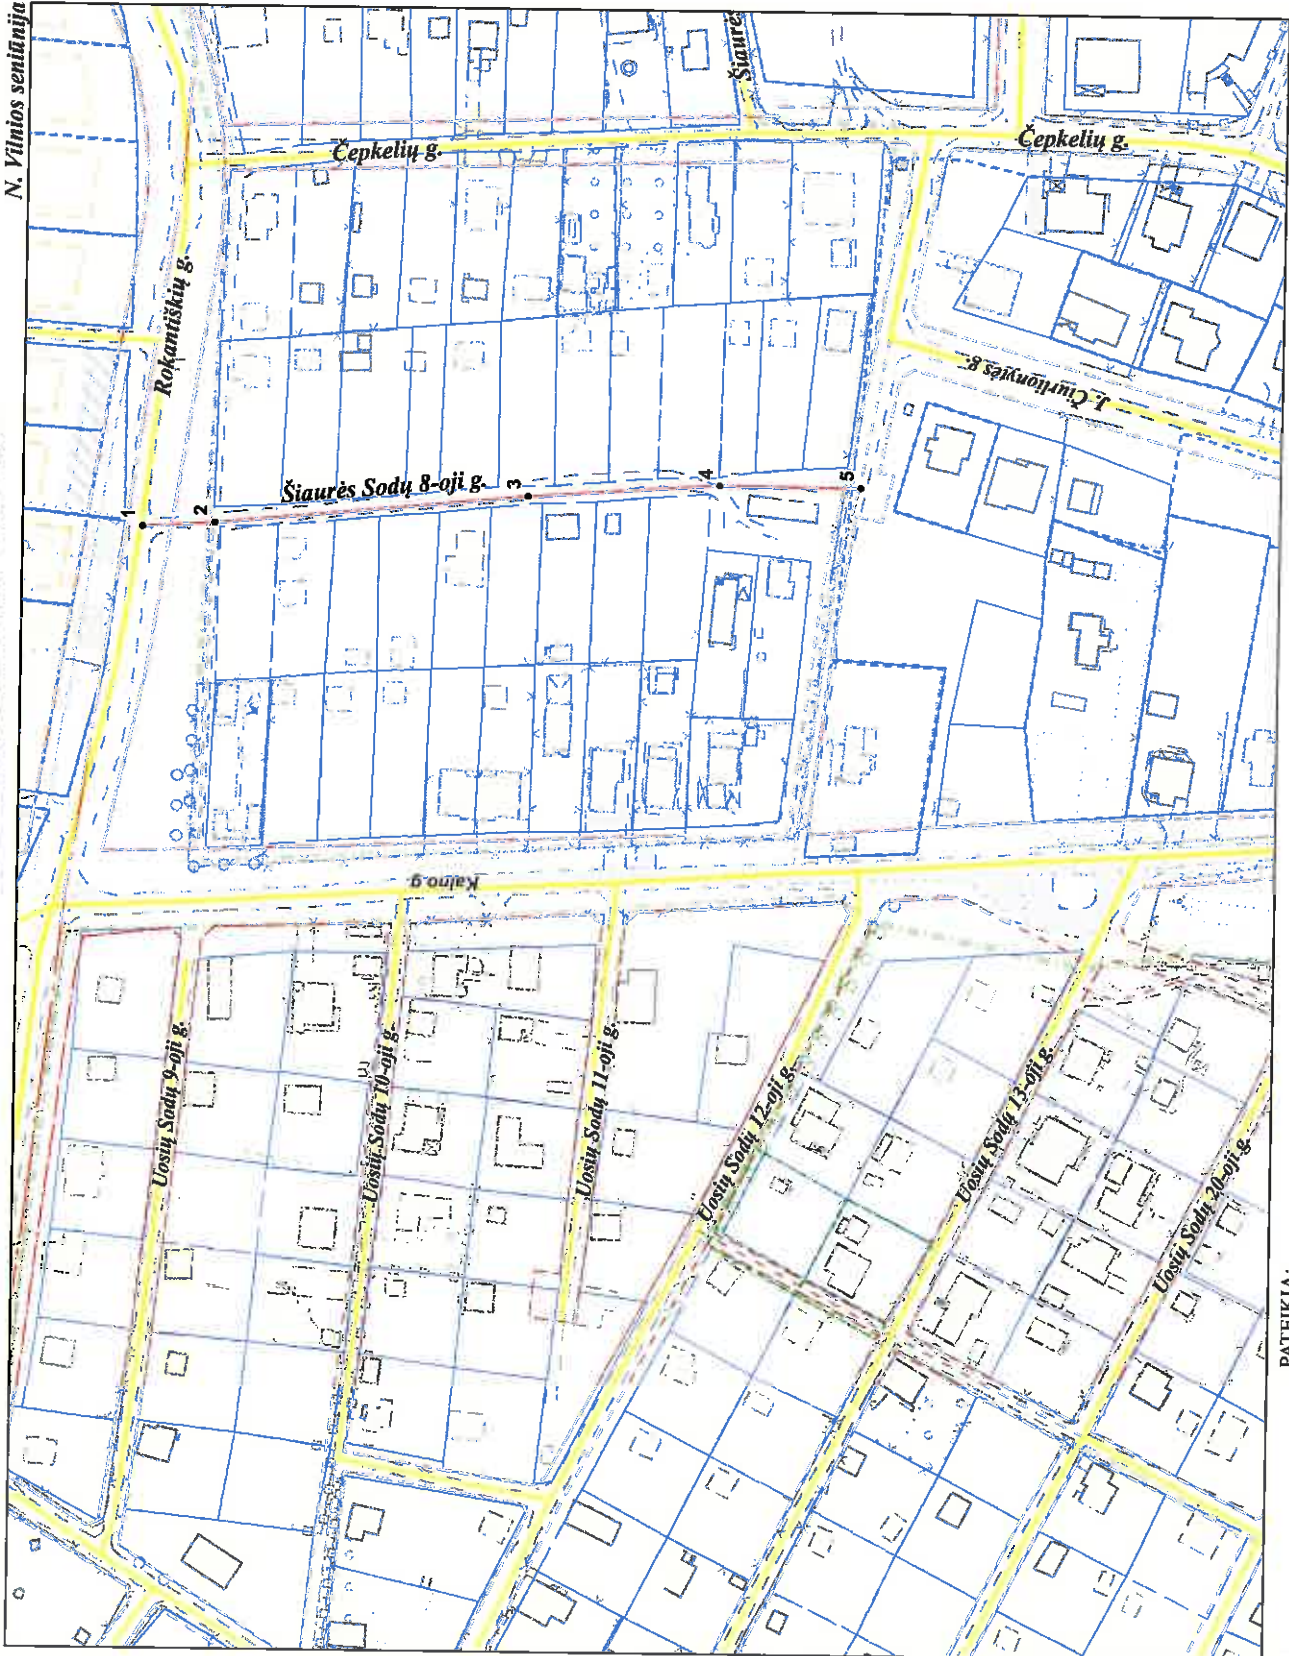 N. Vilnios seniūnija
Rokantiškių g.
Čepkelių g.
Šiaurės
Čepkelių g.
J. Čiurlionytės g.
Šiaurės Sodų 8-oji g.
1
2
3
4
5
Kalno g.
Uosių Sodų 9-oji g.
Uosių Sodų 10-oji g.
Uosių Sodų 11-oji g.
Uosių Sodų 12-oji g.
Uosių Sodų 13-oji g.
Uosių Sodų 20-oji g.
PATEIKIA: